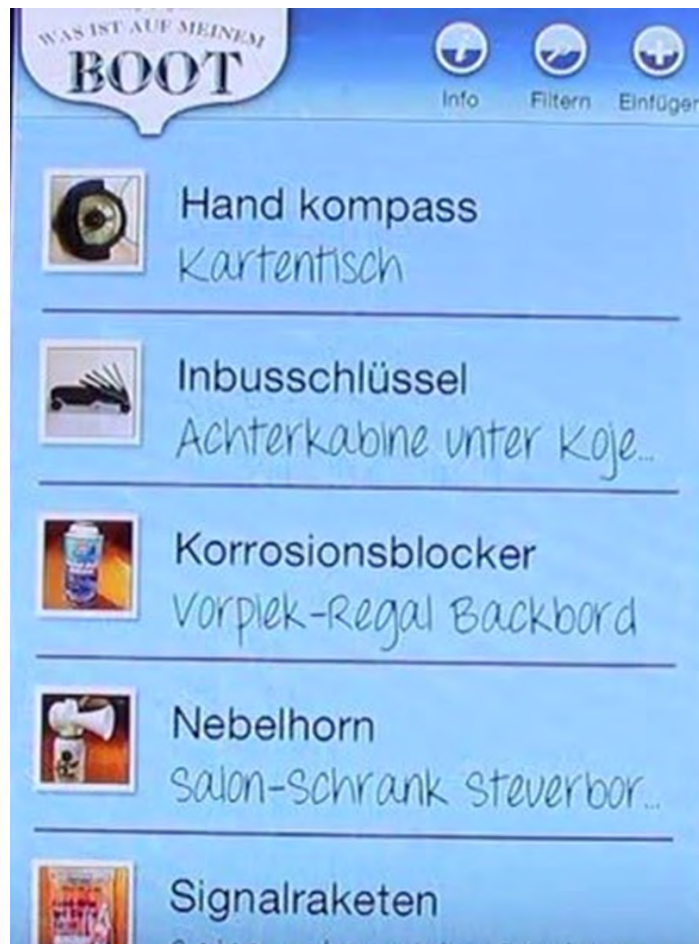 WAS IST AUF MEINEM
BOOT
Info Filtern Einfügen
Hand kompass
Kartentisch
Inbusschlüssel
Achterkabine unter Koje...
Korrosionsblocker
Vorpiek-Regal Backbord
Nebelhorn
Salon-Schrank Steuerbor...
Signalraketen